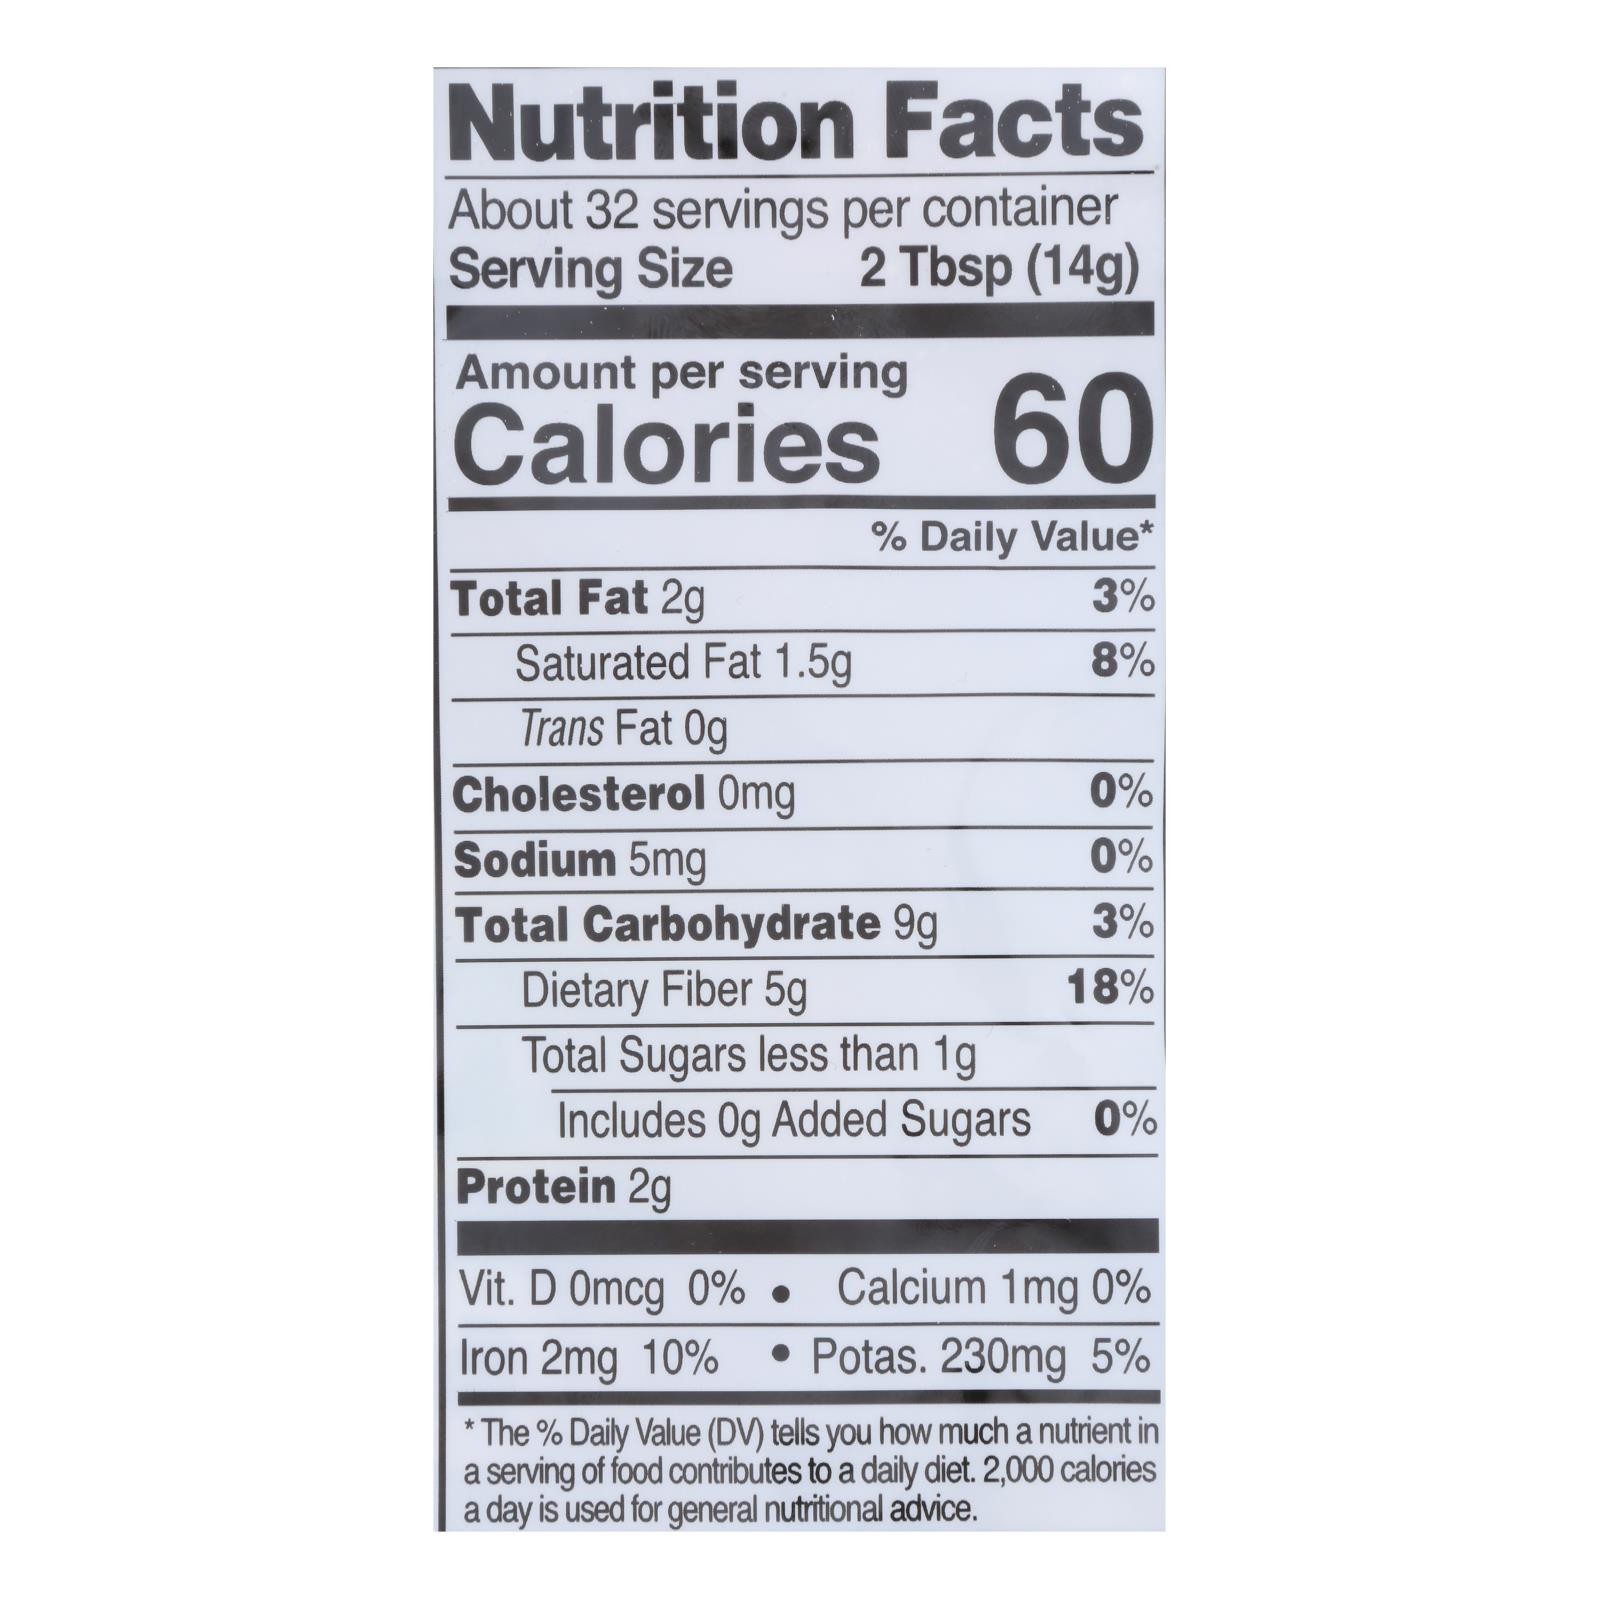 Nutrition Facts
About 32 servings per container
Serving Size 2 Tbsp (14g)
Amount per serving
Calories 60
% Daily Value*
Total Fat 2g 3%
Saturated Fat 1.5g 8%
Trans Fat 0g
Cholesterol 0mg 0%
Sodium 5mg 0%
Total Carbohydrate 9g 3%
Dietary Fiber 5g 18%
Total Sugars less than 1g
Includes 0g Added Sugars 0%
Protein 2g
Vit. D 0mcg 0% • Calcium 1mg 0%
Iron 2mg 10% • Potas. 230mg 5%
* The % Daily Value (DV) tells you how much a nutrient in
a serving of food contributes to a daily diet. 2,000 calories
a day is used for general nutritional advice.